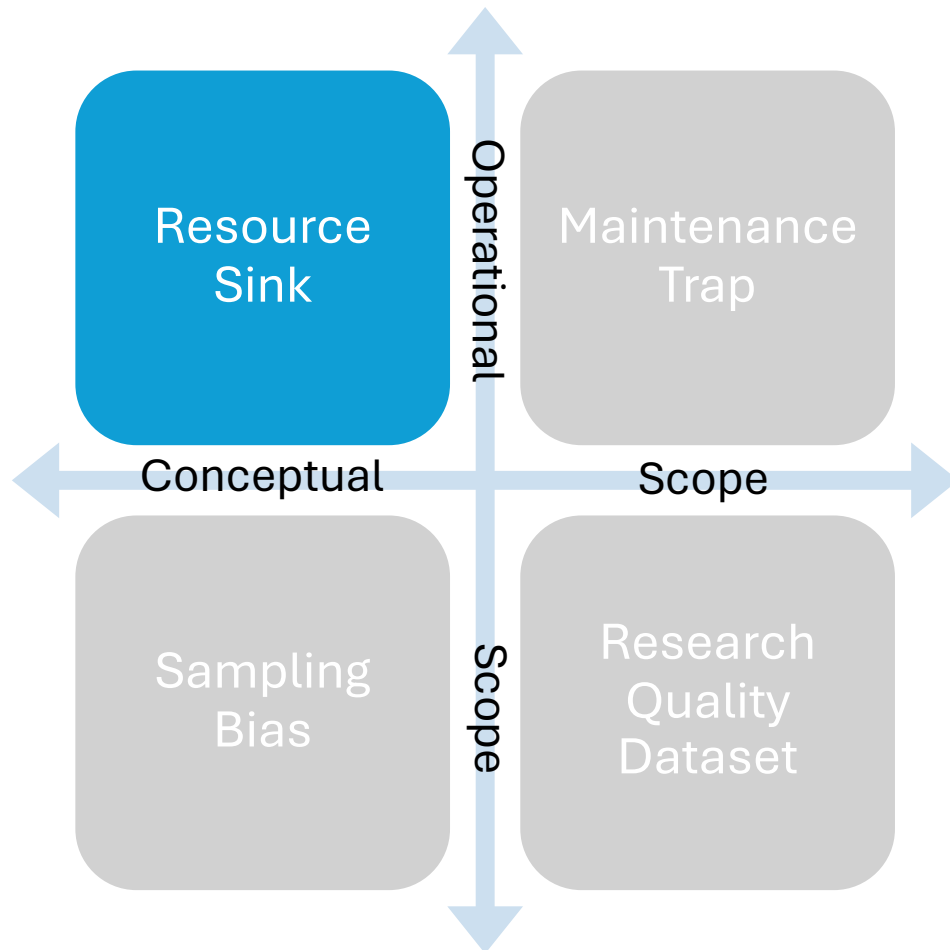 Resource
Sink
Operational
Maintenance
Trap
Conceptual
Scope
Sampling
Bias
Scope
Research
Quality
Dataset